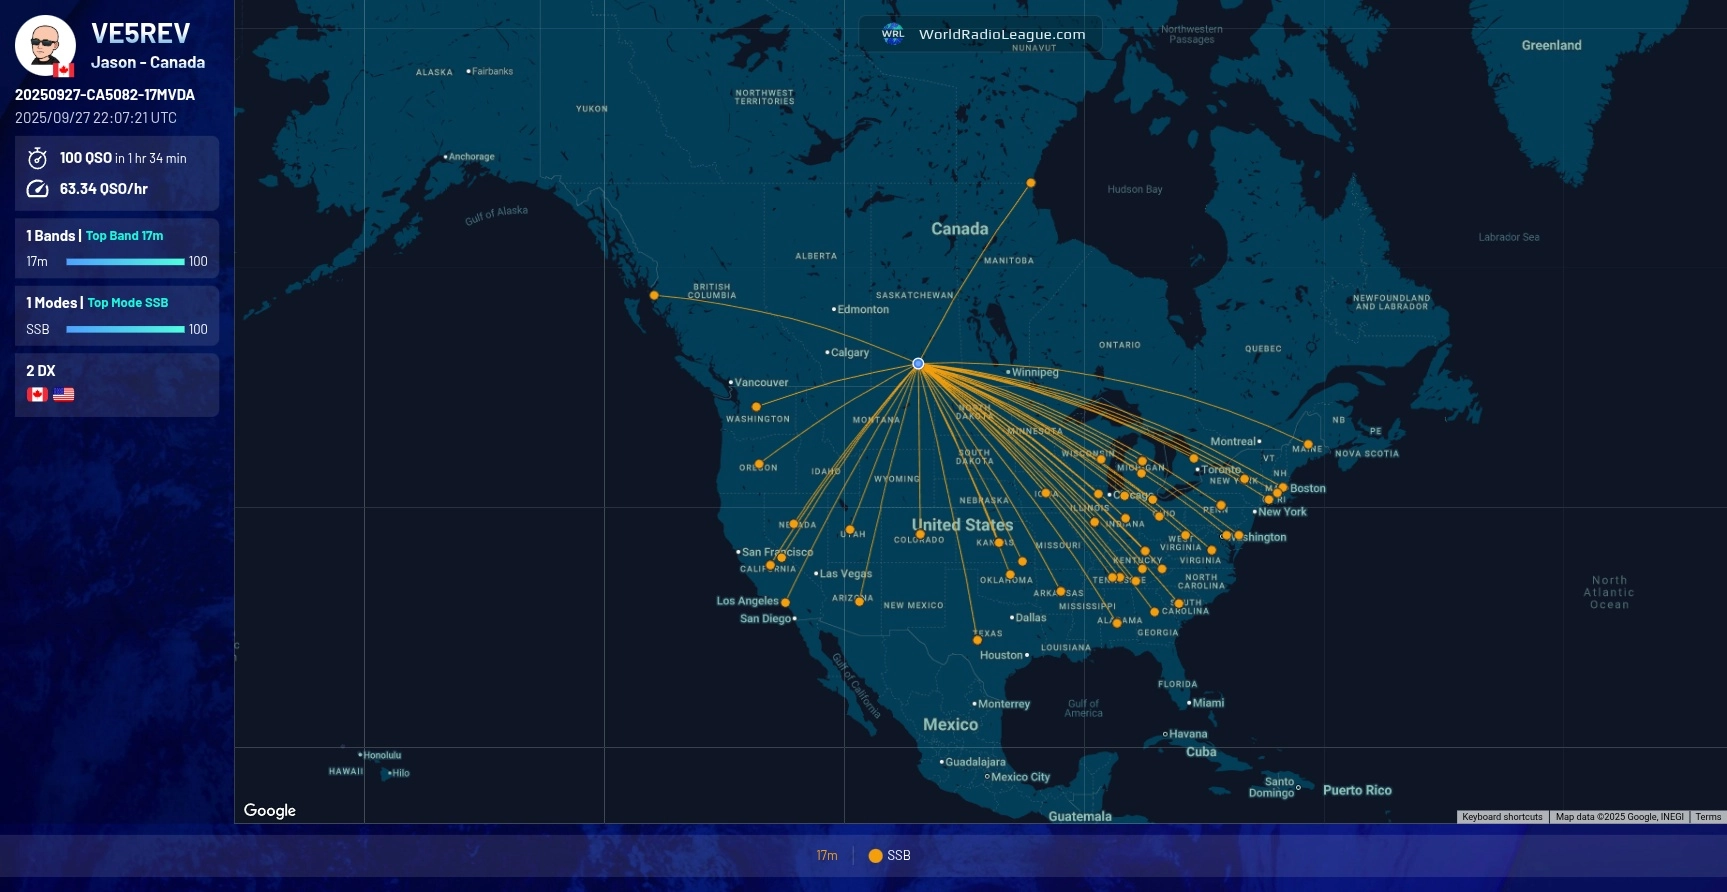 VE5REV
Jason - Canada
20250927-CA5082-17MVDA
2025/09/27 22:07:21 UTC
100 QSO in 1 hr 34 min
63.34 QSO/hr
1 Bands | Top Band 17m
17m 100
1 Modes | Top Mode SSB
SSB 100
2 DX
WRL WorldRadioLeague.com
Northwestern
Passages
Greenland
NUNAVUT
ALASKA
Fairbanks
NORTHWEST
TERRITORIES
YUKON
Anchorage
Hudson Bay
Gulf of Alaska
Canada
Labrador Sea
ALBERTA
MANITOBA
BRITISH
COLUMBIA
SASKATCHEWAN
NEWFOUNDLAND
AND LABRADOR
Edmonton
ONTARIO
QUEBEC
Calgary
Winnipeg
Vancouver
WASHINGTON
MONTANA
NORTH
DAKOTA
MINNESOTA
NB
PE
Montreal
MAINE
NOVA SCOTIA
VT
SOUTH
DAKOTA
WISCONSIN
MICHIGAN
Toronto
OREGON
IDAHO
NH
WYOMING
NEW YORK
Boston
NEBRASKA
IOWA
Chicago
RI
ILLINOIS
PENN
New York
NEVADA
United States
INDIANA
OHIO
UTAH
COLORADO
KANSAS
MISSOURI
WEST
VIRGINIA
Washington
San Francisco
CALIFORNIA
KENTUCKY
VIRGINIA
Las Vegas
OKLAHOMA
TENNESSEE
NORTH
CAROLINA
Los Angeles
ARIZONA
NEW MEXICO
ARKANSAS
MISSISSIPPI
SOUTH
CAROLINA
San Diego
Dallas
ALABAMA
GEORGIA
TEXAS
Houston
LOUISIANA
North
Atlantic
Ocean
Gulf of California
FLORIDA
Monterrey
Gulf of
America
Miami
Mexico
Havana
Cuba
Honolulu
HAWAII
Hilo
Guadalajara
Mexico City
Santo
Domingo
Puerto Rico
Guatemala
Google
Keyboard shortcuts
Map data ©2025 Google, INEGI
Terms
17m
SSB